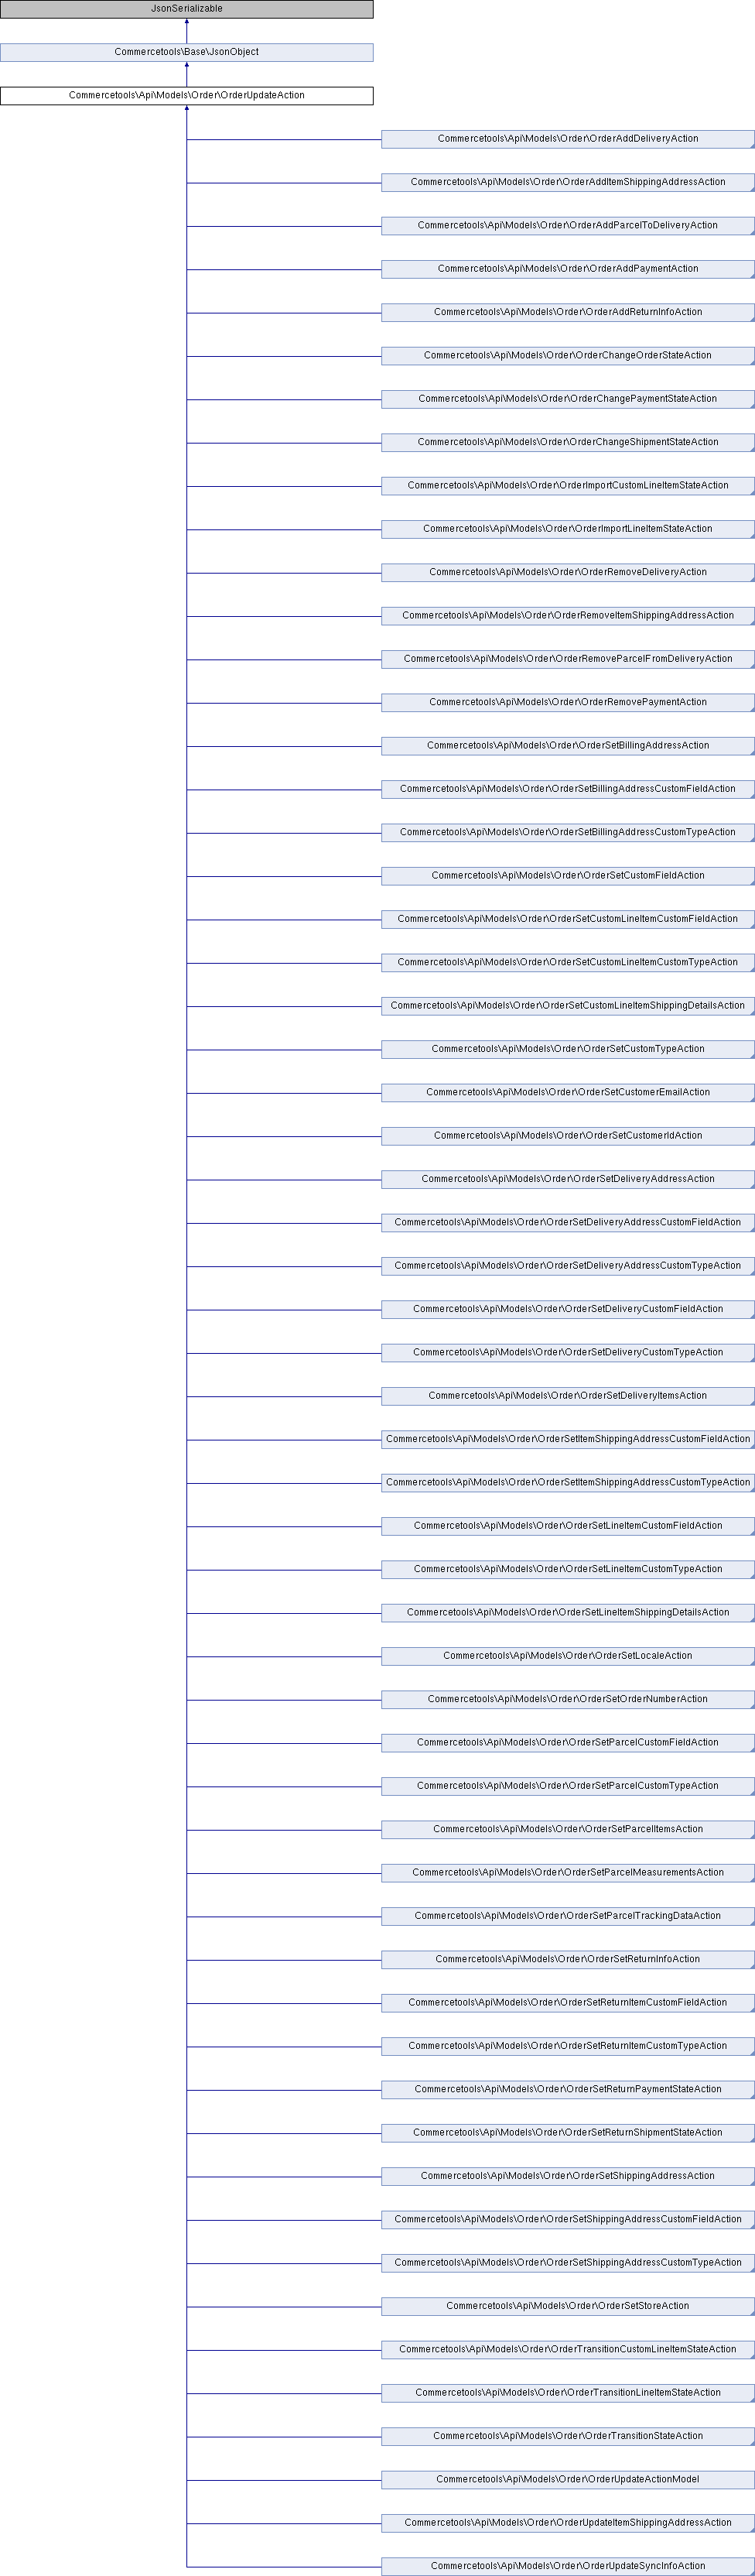 JsonSerializable
Commercetools\Base\JsonObject
Commercetools\Api\Models\Order\OrderUpdateAction
Commercetools\Api\Models\Order\OrderAddDeliveryAction
Commercetools\Api\Models\Order\OrderAddItemShippingAddressAction
Commercetools\Api\Models\Order\OrderAddParcelToDeliveryAction
Commercetools\Api\Models\Order\OrderAddPaymentAction
Commercetools\Api\Models\Order\OrderAddReturnInfoAction
Commercetools\Api\Models\Order\OrderChangeOrderStateAction
Commercetools\Api\Models\Order\OrderChangePaymentStateAction
Commercetools\Api\Models\Order\OrderChangeShipmentStateAction
Commercetools\Api\Models\Order\OrderImportCustomLineItemStateAction
Commercetools\Api\Models\Order\OrderImportLineItemStateAction
Commercetools\Api\Models\Order\OrderRemoveDeliveryAction
Commercetools\Api\Models\Order\OrderRemoveItemShippingAddressAction
Commercetools\Api\Models\Order\OrderRemoveParcelFromDeliveryAction
Commercetools\Api\Models\Order\OrderRemovePaymentAction
Commercetools\Api\Models\Order\OrderSetBillingAddressAction
Commercetools\Api\Models\Order\OrderSetBillingAddressCustomFieldAction
Commercetools\Api\Models\Order\OrderSetBillingAddressCustomTypeAction
Commercetools\Api\Models\Order\OrderSetCustomFieldAction
Commercetools\Api\Models\Order\OrderSetCustomLineItemCustomFieldAction
Commercetools\Api\Models\Order\OrderSetCustomLineItemCustomTypeAction
Commercetools\Api\Models\Order\OrderSetCustomLineItemShippingDetailsAction
Commercetools\Api\Models\Order\OrderSetCustomTypeAction
Commercetools\Api\Models\Order\OrderSetCustomerEmailAction
Commercetools\Api\Models\Order\OrderSetCustomerIdAction
Commercetools\Api\Models\Order\OrderSetDeliveryAddressAction
Commercetools\Api\Models\Order\OrderSetDeliveryAddressCustomFieldAction
Commercetools\Api\Models\Order\OrderSetDeliveryAddressCustomTypeAction
Commercetools\Api\Models\Order\OrderSetDeliveryCustomFieldAction
Commercetools\Api\Models\Order\OrderSetDeliveryCustomTypeAction
Commercetools\Api\Models\Order\OrderSetDeliveryItemsAction
Commercetools\Api\Models\Order\OrderSetItemShippingAddressCustomFieldAction
Commercetools\Api\Models\Order\OrderSetItemShippingAddressCustomTypeAction
Commercetools\Api\Models\Order\OrderSetLineItemCustomFieldAction
Commercetools\Api\Models\Order\OrderSetLineItemCustomTypeAction
Commercetools\Api\Models\Order\OrderSetLineItemShippingDetailsAction
Commercetools\Api\Models\Order\OrderSetLocaleAction
Commercetools\Api\Models\Order\OrderSetOrderNumberAction
Commercetools\Api\Models\Order\OrderSetParcelCustomFieldAction
Commercetools\Api\Models\Order\OrderSetParcelCustomTypeAction
Commercetools\Api\Models\Order\OrderSetParcelItemsAction
Commercetools\Api\Models\Order\OrderSetParcelMeasurementsAction
Commercetools\Api\Models\Order\OrderSetParcelTrackingDataAction
Commercetools\Api\Models\Order\OrderSetReturnInfoAction
Commercetools\Api\Models\Order\OrderSetReturnItemCustomFieldAction
Commercetools\Api\Models\Order\OrderSetReturnItemCustomTypeAction
Commercetools\Api\Models\Order\OrderSetReturnPaymentStateAction
Commercetools\Api\Models\Order\OrderSetReturnShipmentStateAction
Commercetools\Api\Models\Order\OrderSetShippingAddressAction
Commercetools\Api\Models\Order\OrderSetShippingAddressCustomFieldAction
Commercetools\Api\Models\Order\OrderSetShippingAddressCustomTypeAction
Commercetools\Api\Models\Order\OrderSetStoreAction
Commercetools\Api\Models\Order\OrderTransitionCustomLineItemStateAction
Commercetools\Api\Models\Order\OrderTransitionLineItemStateAction
Commercetools\Api\Models\Order\OrderTransitionStateAction
Commercetools\Api\Models\Order\OrderUpdateActionModel
Commercetools\Api\Models\Order\OrderUpdateItemShippingAddressAction
Commercetools\Api\Models\Order\OrderUpdateSyncInfoAction